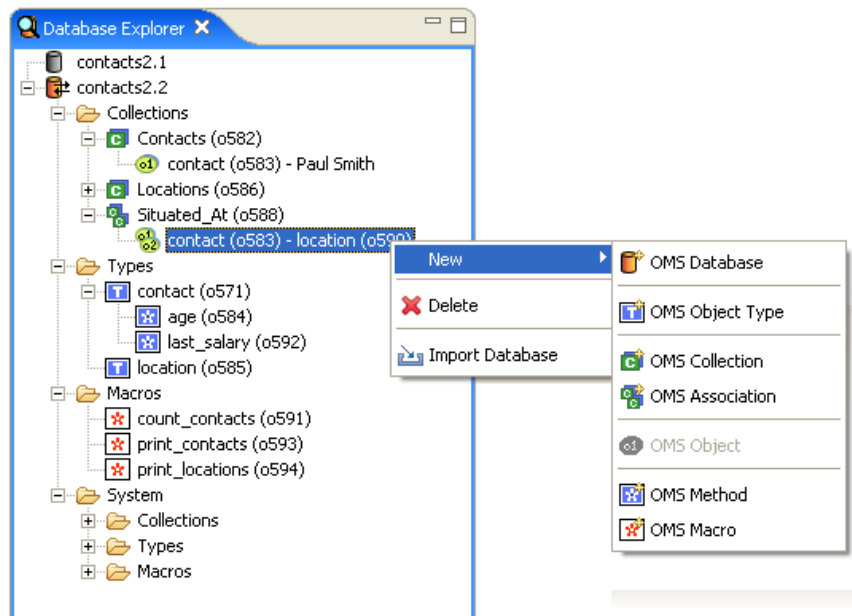 Database Explorer
contacts2.1
contacts2.2
Collections
Contacts (o582)
contact (o583) - Paul Smith
Locations (o586)
Situated_At (o588)
contact (o583) - location (o590)
Types
contact (o571)
age (o584)
last_salary (o592)
location (o585)
Macros
count_contacts (o591)
print_contacts (o593)
print_locations (o594)
System
Collections
Types
Macros
New
Delete
Import Database
OMS Database
OMS Object Type
OMS Collection
OMS Association
OMS Object
OMS Method
OMS Macro